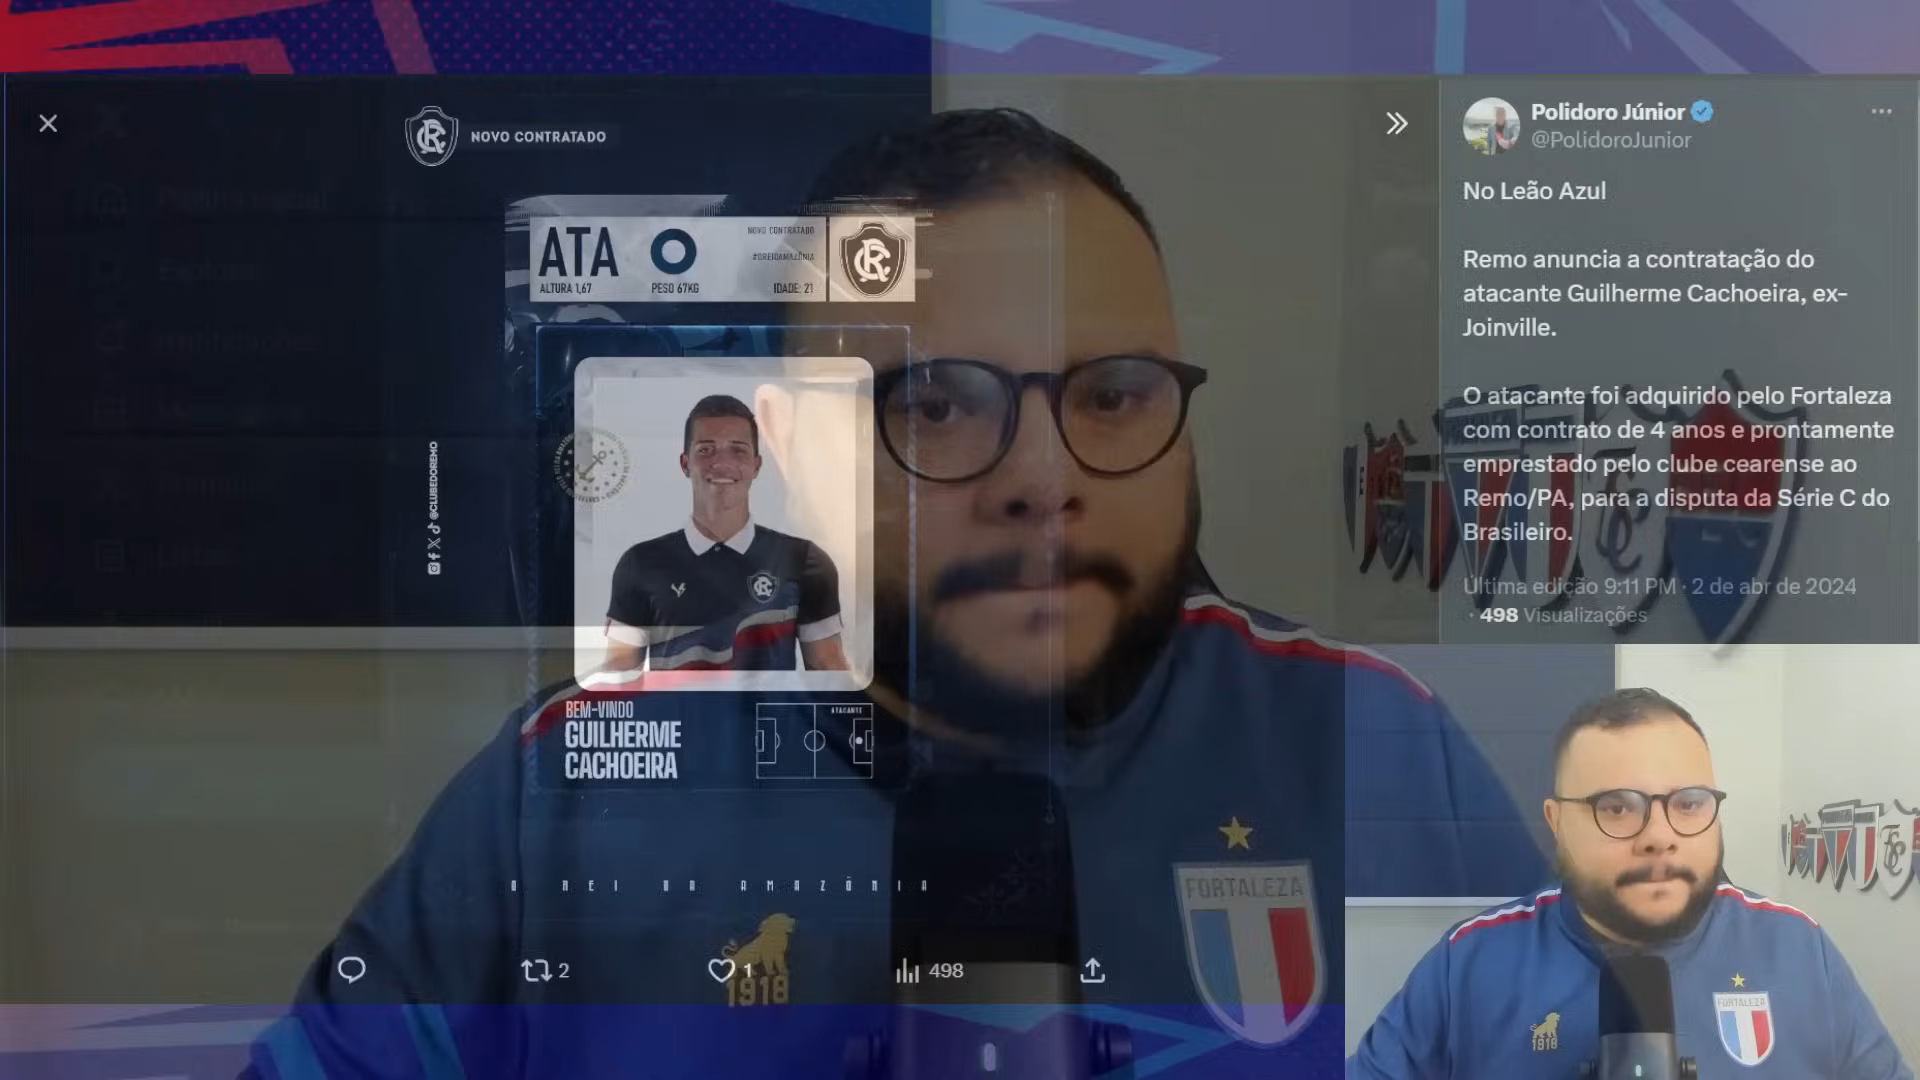 NOVO CONTRATADO
ATA
NOVO CONTRATADO
#OREIDAMAZÔNIA
ALTURA 1,67
PESO 67KG
IDADE: 21
@CLUBEDOREMO
BEM-VINDO
GUILHERME
CACHOEIRA
ATACANTE
O REI DA AMAZÔNIA
2
1
498
Polidoro Júnior
@PolidoroJunior
No Leão Azul
Remo anuncia a contratação do
atacante Guilherme Cachoeira, ex-
Joinville.
O atacante foi adquirido pelo Fortaleza
com contrato de 4 anos e prontamente
emprestado pelo clube cearense ao
Remo/PA, para a disputa da Série C do
Brasileiro.
Última edição 9:11 PM · 2 de abr de 2024
· 498 Visualizações
FORTALEZA
1918
FORTALEZA
1918